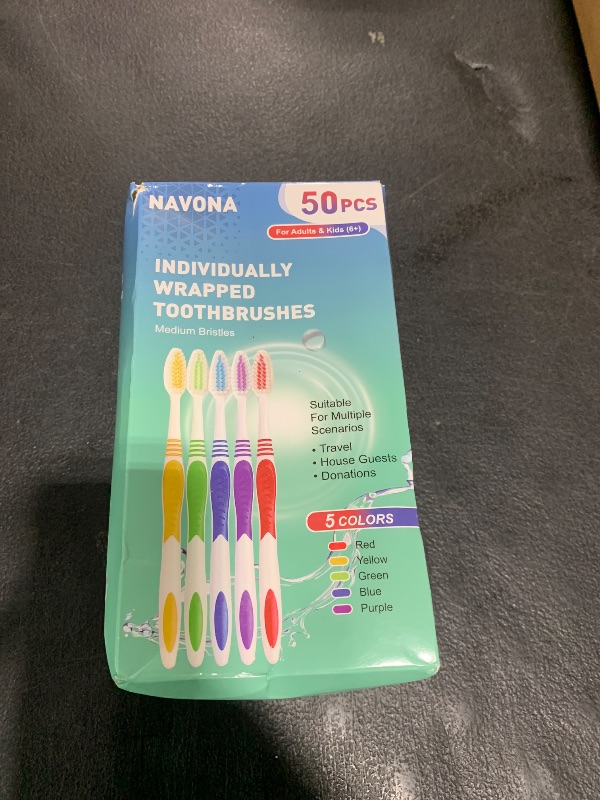 NAVONA
50PCS
For Adults & Kids (6+)
INDIVIDUALLY
WRAPPED
TOOTHBRUSHES
Medium Bristles
Suitable
For Multiple
Scenarios
• Travel
• House Guests
• Donations
5 COLORS
Red
Yellow
Green
Blue
Purple